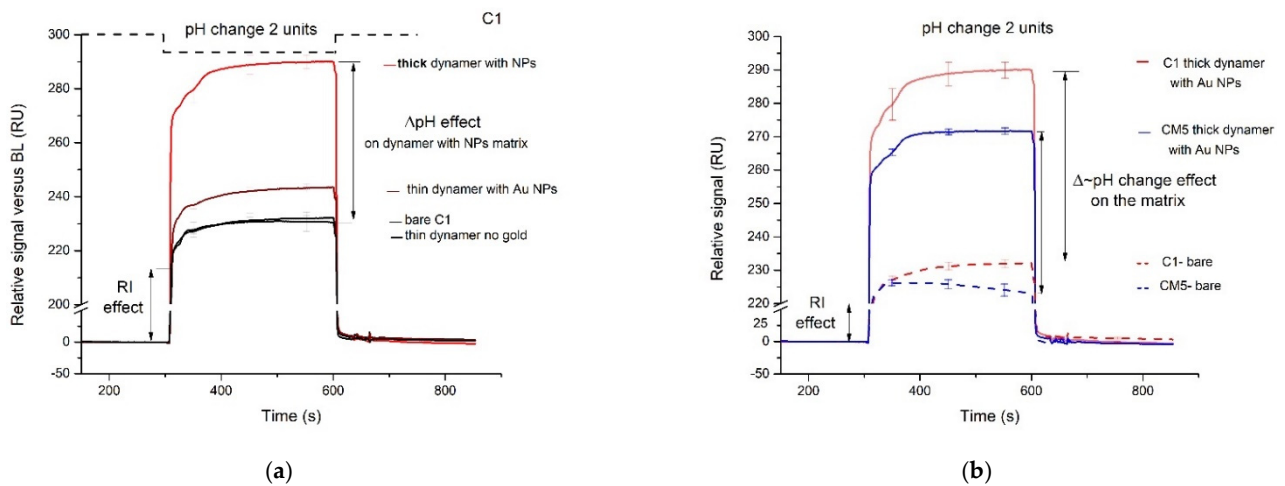 pH change 2 units
C1
300
290
280
270
260
250
240
230
220
200
0
-50
Relative signal versus BL (RU)
thick dynamer with NPs
ΔpH effect
on dynamer with NPs matrix
thin dynamer with Au NPs
bare C1
thin dynamer no gold
RI
effect
200
400
600
800
Time (s)
(a)
pH change 2 units
300
290
280
270
260
250
240
230
220
25
0
-25
-50
Relative signal (RU)
C1 thick dynamer
with Au NPs
CM5 thick dynamer
with Au NPs
Δ~pH change effect
on the matrix
C1- bare
CM5- bare
RI
effect
200
400
600
800
Time (s)
(b)